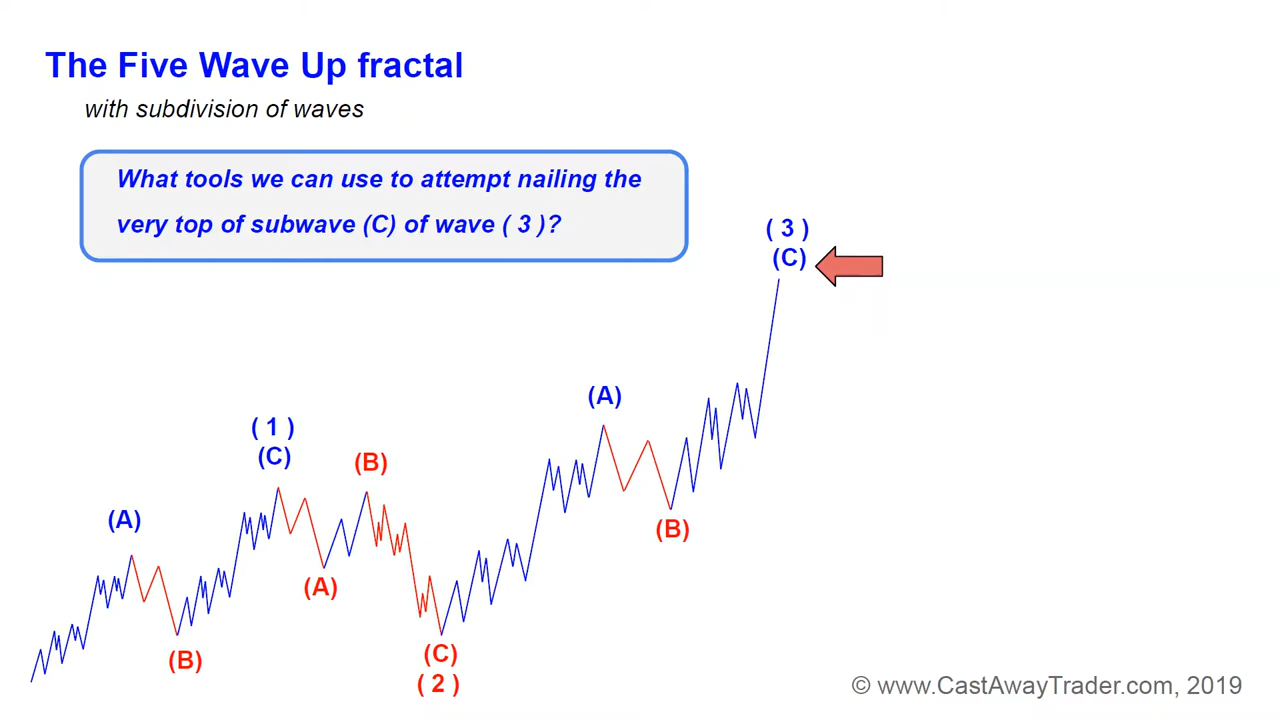 The Five Wave Up fractal
with subdivision of waves
What tools we can use to attempt nailing the
very top of subwave (C) of wave ( 3 )?
( 3 )
(C)
(A)
( 1 )
(C)
(B)
(A)
(B)
(A)
(B)
(C)
( 2 )
© www.CastAwayTrader.com, 2019